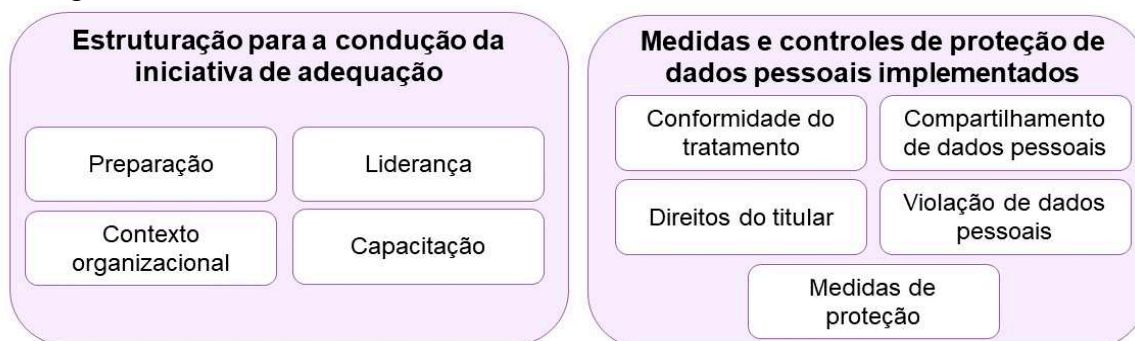 Estruturação para a condução da
iniciativa de adequação
Preparação
Liderança
Contexto
organizacional
Capacitação
Medidas e controles de proteção de
dados pessoais implementados
Conformidade do
tratamento
Compartilhamento
de dados pessoais
Direitos do titular
Violação de dados
pessoais
Medidas de
proteção